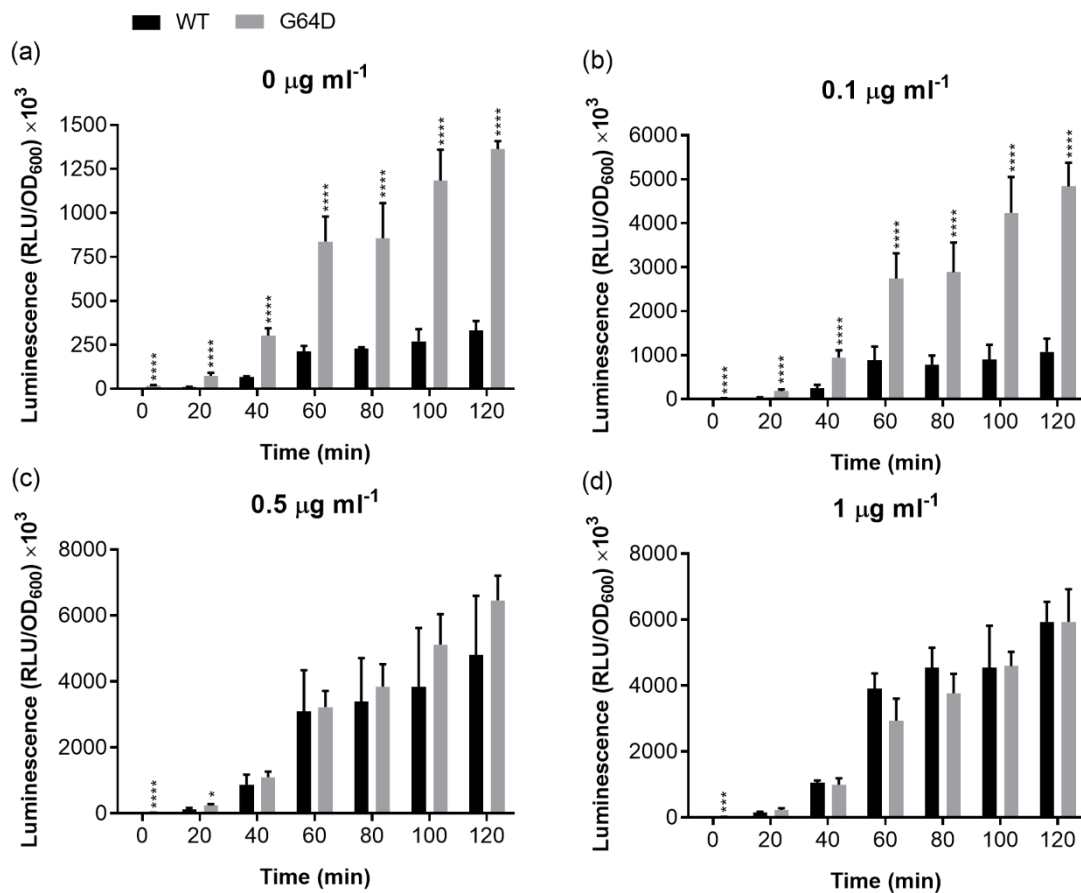 WT G64D
(a)
0 μg ml⁻¹
Luminescence (RLU/OD₆₀₀) ×10³
1500
1250
1000
750
500
250
0
**** **** **** **** **** **** ****
0 20 40 60 80 100 120
Time (min)
(b)
0.1 μg ml⁻¹
Luminescence (RLU/OD₆₀₀) ×10³
6000
5000
4000
3000
2000
1000
0
**** **** **** **** **** **** ****
0 20 40 60 80 100 120
Time (min)
(c)
0.5 μg ml⁻¹
Luminescence (RLU/OD₆₀₀) ×10³
8000
6000
4000
2000
0
**** *
0 20 40 60 80 100 120
Time (min)
(d)
1 μg ml⁻¹
Luminescence (RLU/OD₆₀₀) ×10³
8000
6000
4000
2000
0
***
0 20 40 60 80 100 120
Time (min)